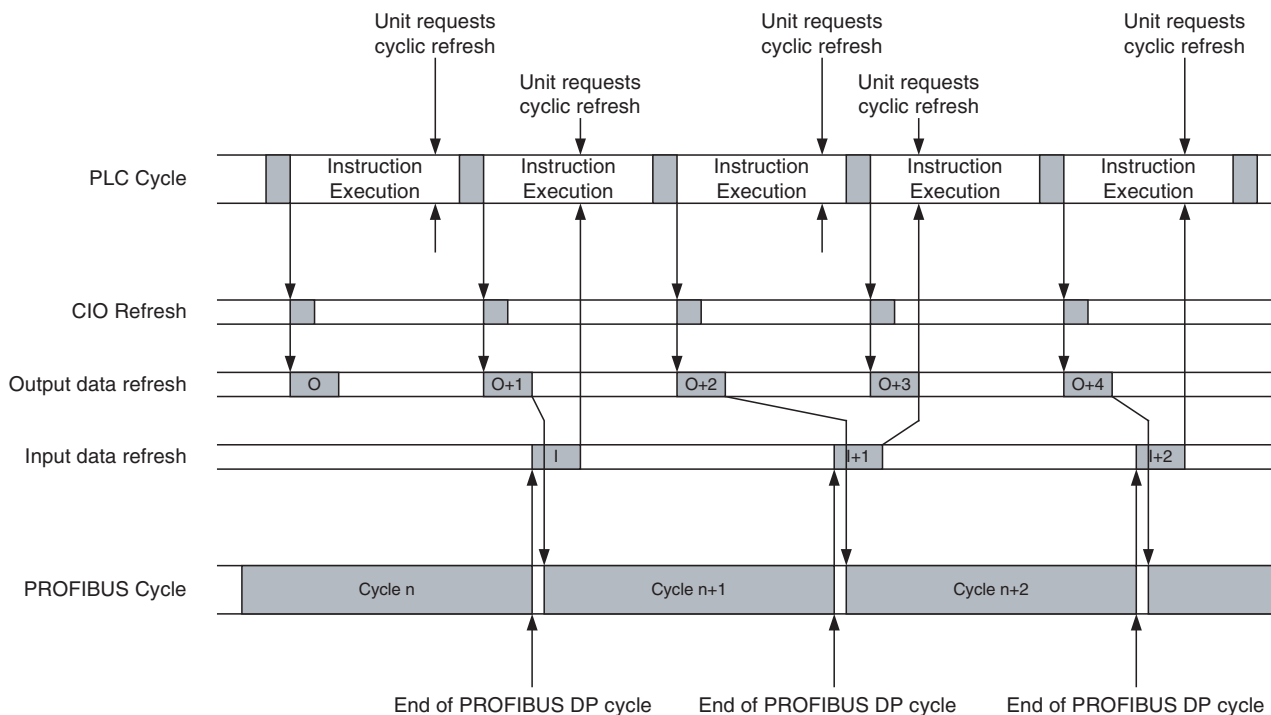 Unit requests
cyclic refresh
Unit requests
cyclic refresh
Unit requests
cyclic refresh
Unit requests
cyclic refresh
Unit requests
cyclic refresh
PLC Cycle
Instruction
Execution
Instruction
Execution
Instruction
Execution
Instruction
Execution
Instruction
Execution
CIO Refresh
Output data refresh
O
O+1
O+2
O+3
O+4
Input data refresh
I
I+1
I+2
PROFIBUS Cycle
Cycle n
Cycle n+1
Cycle n+2
End of PROFIBUS DP cycle
End of PROFIBUS DP cycle
End of PROFIBUS DP cycle